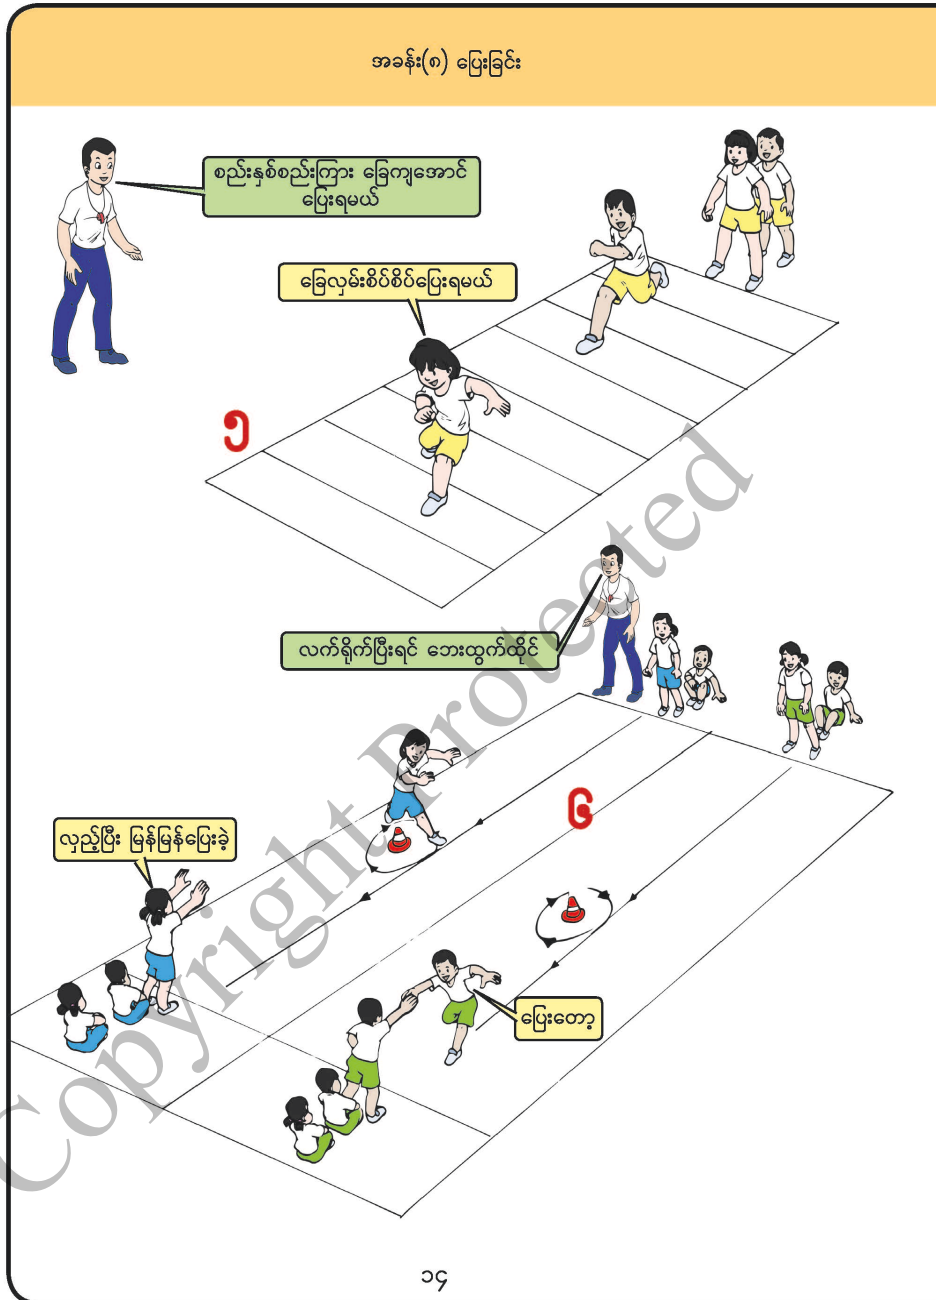 အခန်း(၈) ပြေးခြင်း
စည်းနှစ်စည်းကြား ခြေကျအောင်
ပြေးရမယ်
ခြေလှမ်းစိပ်စိပ်ပြေးရမယ်
၅
လက်ရိုက်ပြီးရင် ဘေးထွက်ထိုင်
၆
လှည့်ပြီး မြန်မြန်ပြေးခဲ့
ပြေးတော့
Copyright Protected
၁၄